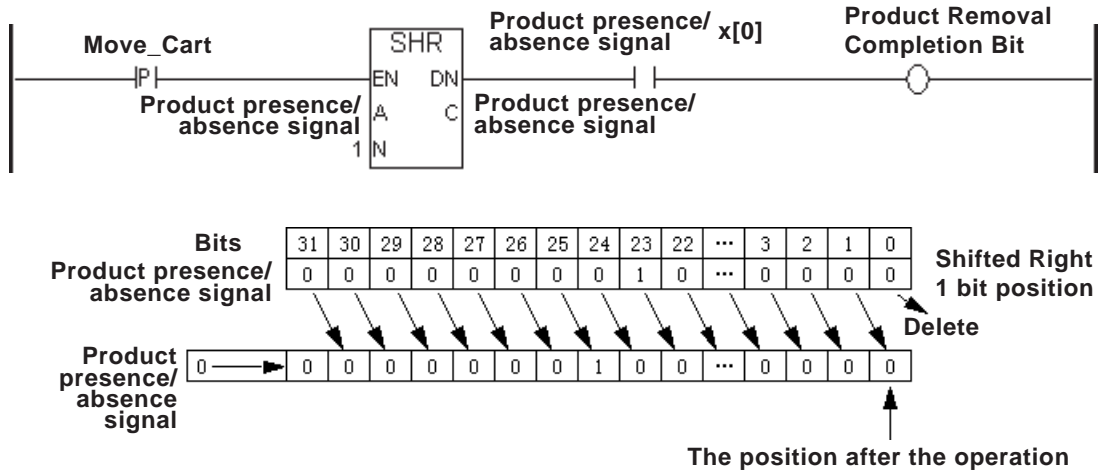 Move_Cart
P
Product presence/
absence signal
1
SHR
EN DN
A C
N
Product presence/
absence signal
x[0]
Product presence/
absence signal
Product Removal
Completion Bit
Bits 31 30 29 28 27 26 25 24 23 22 ... 3 2 1 0
Product presence/
absence signal
0 0 0 0 0 0 0 0 1 0 ... 0 0 0 0
Shifted Right
1 bit position
Delete
Product
presence/
absence
signal
0 0 0 0 0 0 0 0 1 0 0 ... 0 0 0 0
The position after the operation